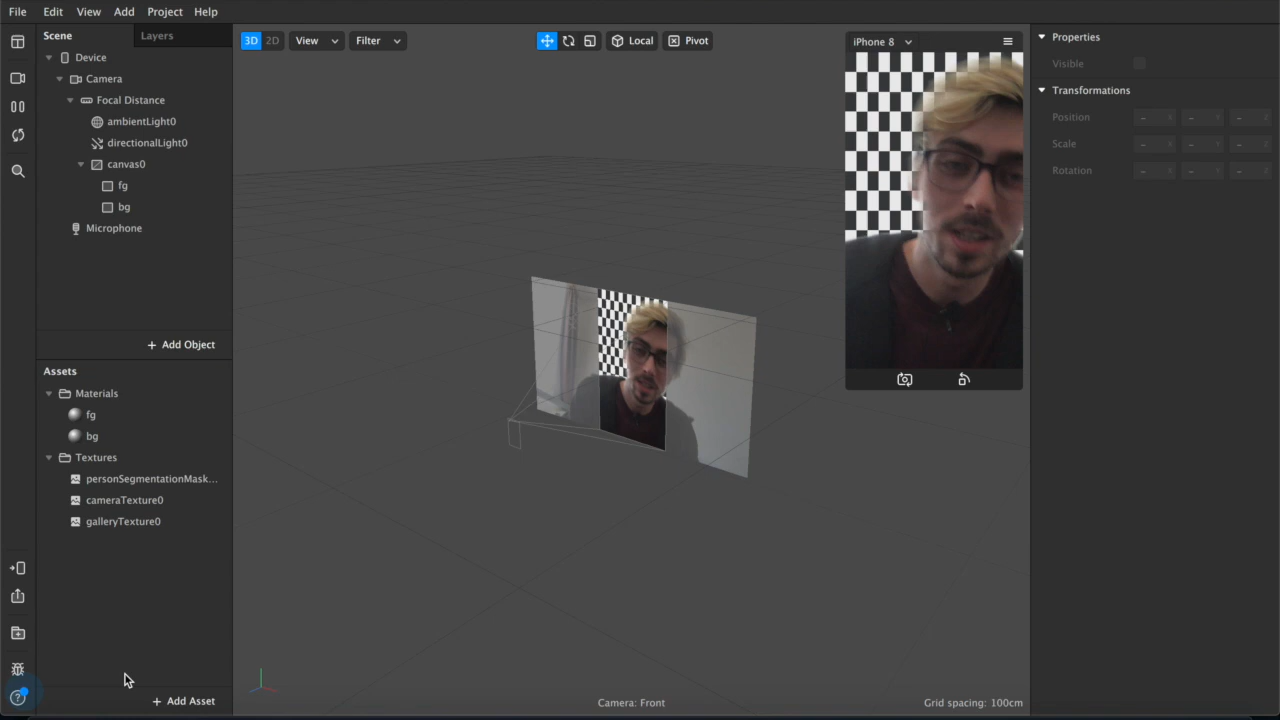 File Edit View Add Project Help
Scene Layers
Device
Camera
Focal Distance
ambientLight0
directionalLight0
canvas0
fg
bg
Microphone
+ Add Object
Assets
Materials
fg
bg
Textures
personSegmentationMask...
cameraTexture0
galleryTexture0
+ Add Asset
3D 2D View Filter
Local Pivot
iPhone 8
Camera: Front
Grid spacing: 100cm
Properties
Visible
Transformations
Position - X - Y - Z
Scale - X - Y - Z
Rotation - X - Y - Z